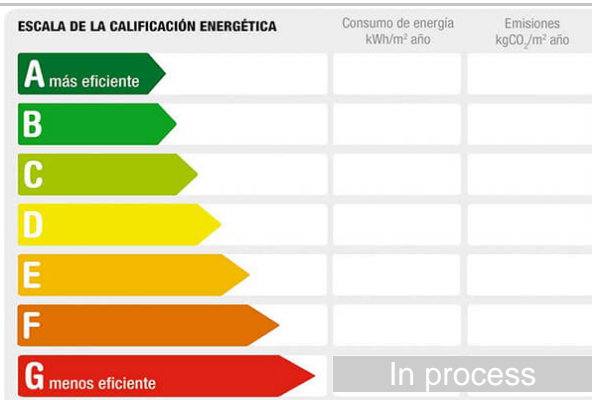 ESCALA DE LA CALIFICACIÓN ENERGÉTICA
Consumo de energía
kWh/m² año
Emisiones
kgCO₂/m² año
A más eficiente
B
C
D
E
F
G menos eficiente
In process